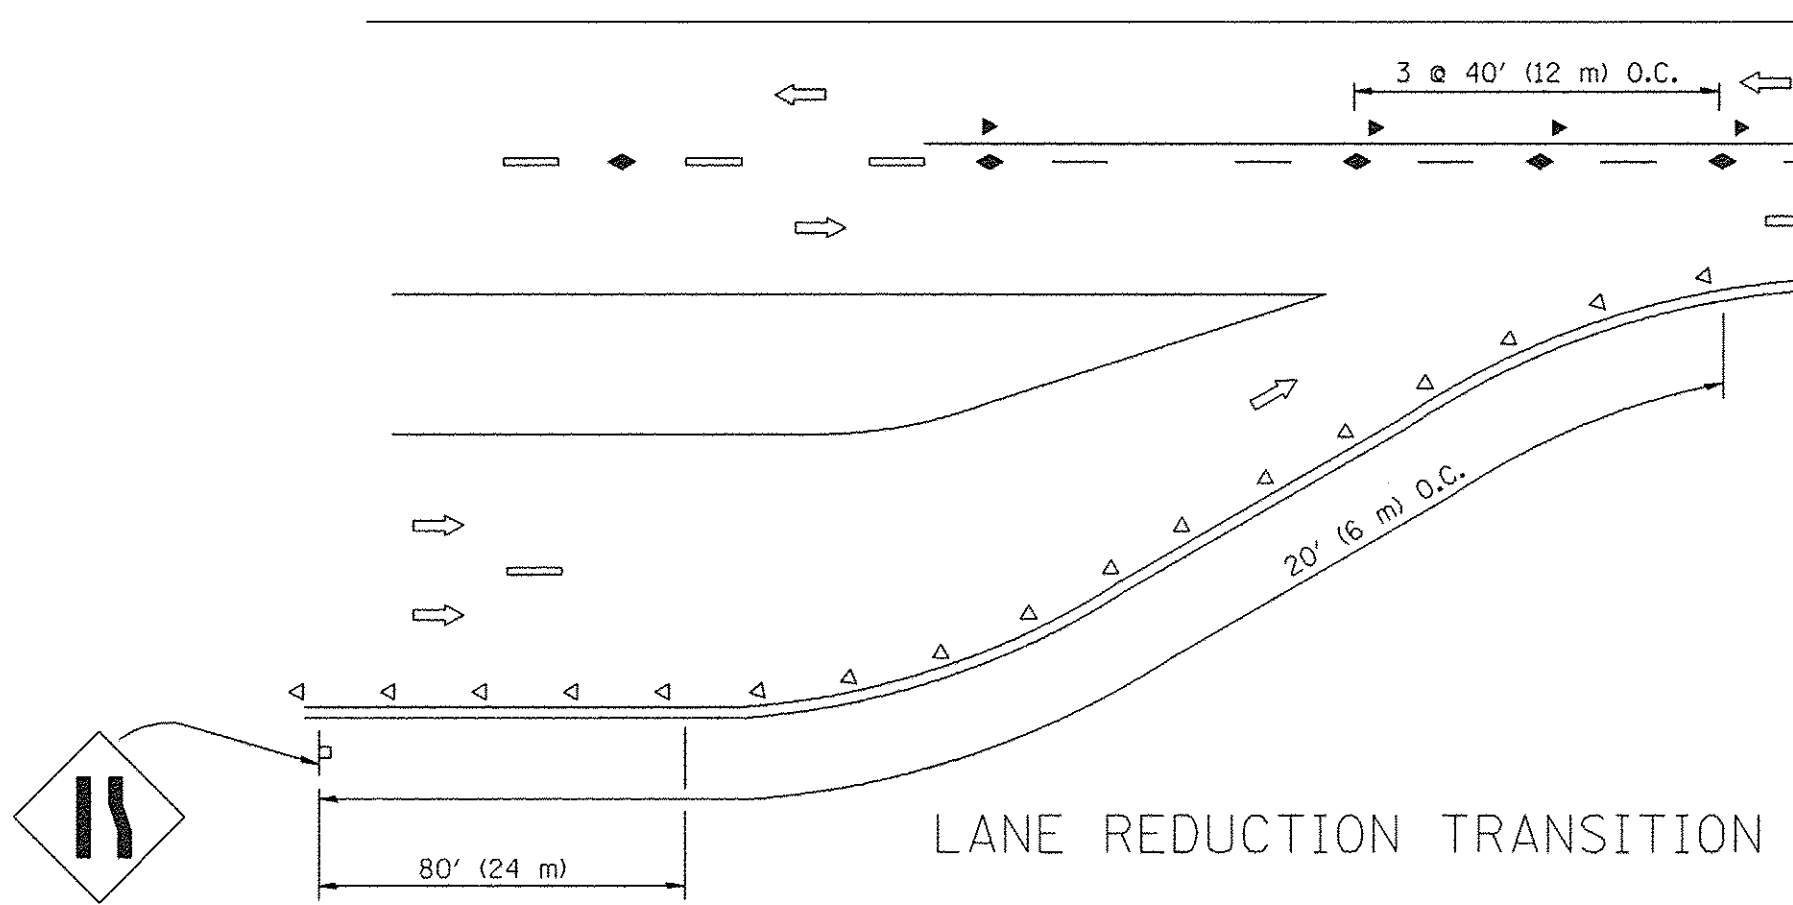 3 @ 40' (12 m) O.C.
20' (6 m) O.C.
LANE REDUCTION TRANSITION
80' (24 m)